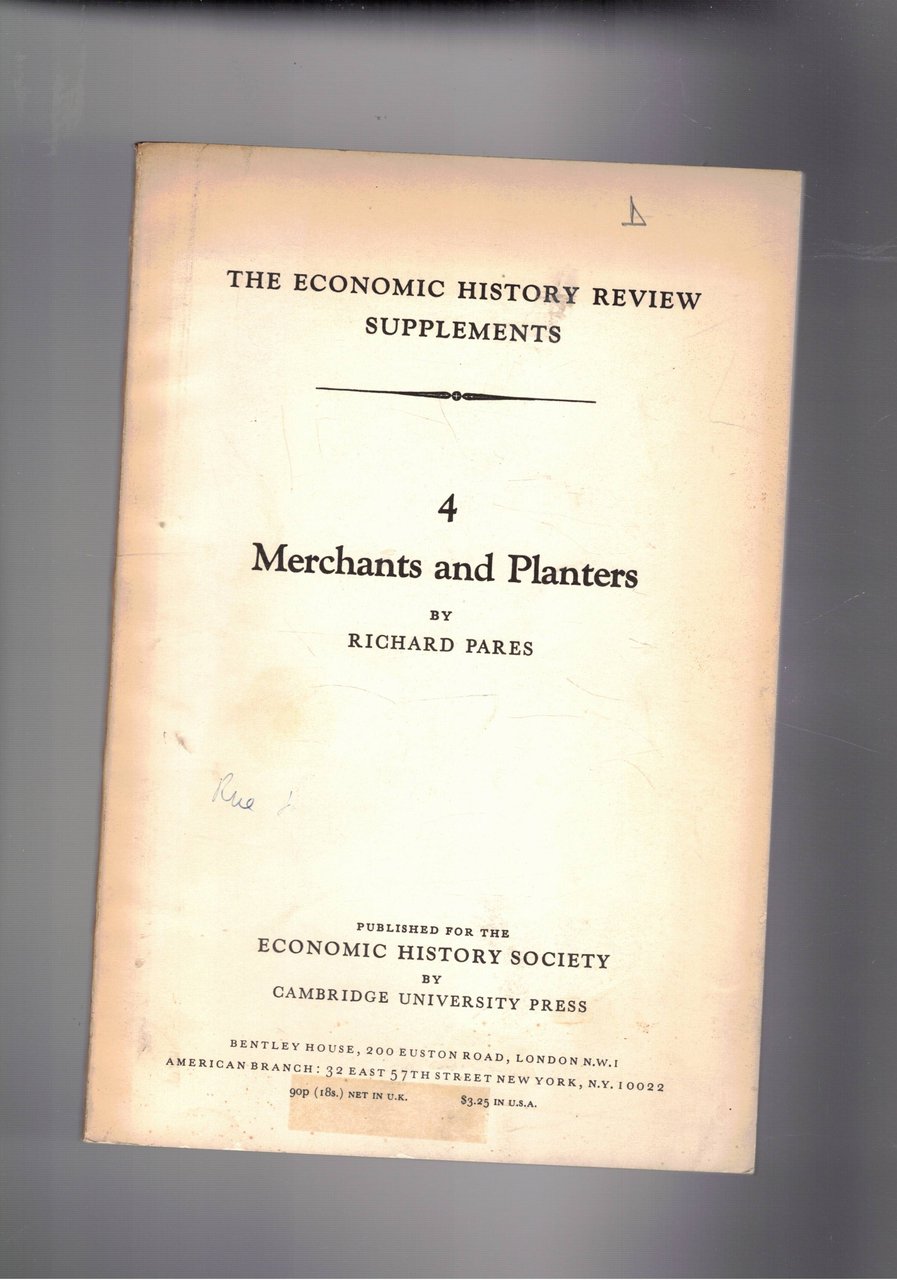 THE ECONOMIC HISTORY REVIEW
SUPPLEMENTS
4
Merchants and Planters
BY
RICHARD PARES
PUBLISHED FOR THE
ECONOMIC HISTORY SOCIETY
BY
CAMBRIDGE UNIVERSITY PRESS
BENTLEY HOUSE, 200 EUSTON ROAD, LONDON N.W.1
AMERICAN BRANCH: 32 EAST 57TH STREET NEW YORK, N.Y. 10022
90p (18s.) NET IN U.K. $3.25 IN U.S.A.